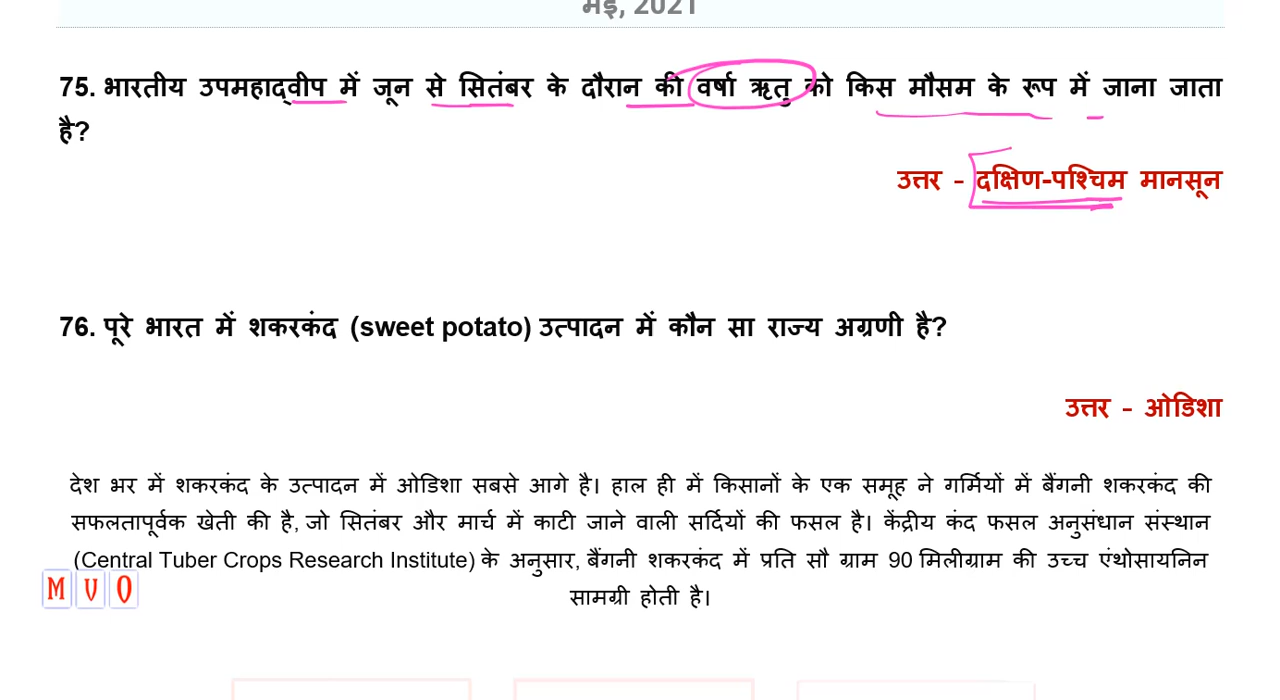 मई, 2021
75. भारतीय उपमहाद्वीप में जून से सितंबर के दौरान की वर्षा ऋतु को किस मौसम के रूप में जाना जाता
है?
उत्तर - दक्षिण-पश्चिम मानसून
76. पूरे भारत में शकरकंद (sweet potato) उत्पादन में कौन सा राज्य अग्रणी है?
उत्तर - ओडिशा
देश भर में शकरकंद के उत्पादन में ओडिशा सबसे आगे है। हाल ही में किसानों के एक समूह ने गर्मियों में बैंगनी शकरकंद की
सफलतापूर्वक खेती की है, जो सितंबर और मार्च में काटी जाने वाली सर्दियों की फसल है। केंद्रीय कंद फसल अनुसंधान संस्थान
(Central Tuber Crops Research Institute) के अनुसार, बैंगनी शकरकंद में प्रति सौ ग्राम 90 मिलीग्राम की उच्च एंथोसायनिन
सामग्री होती है।
M U O